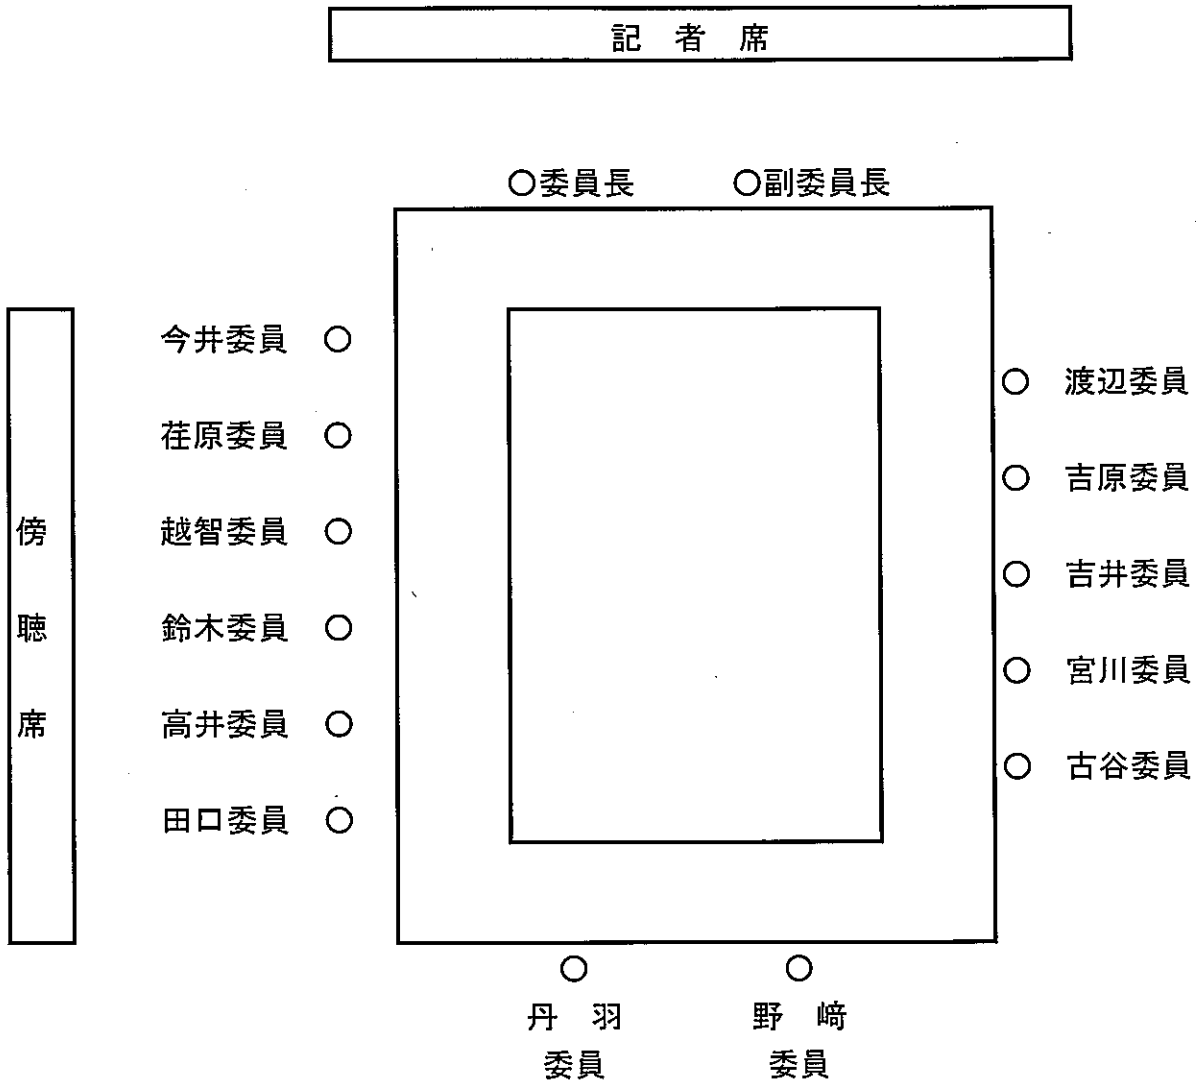 記者席
○委員長 ○副委員長
今井委員 ○
荏原委員 ○
越智委員 ○
鈴木委員 ○
高井委員 ○
田口委員 ○
傍聴席
○ 渡辺委員
○ 吉原委員
○ 吉井委員
○ 宮川委員
○ 古谷委員
○ ○
丹羽 野﨑
委員 委員